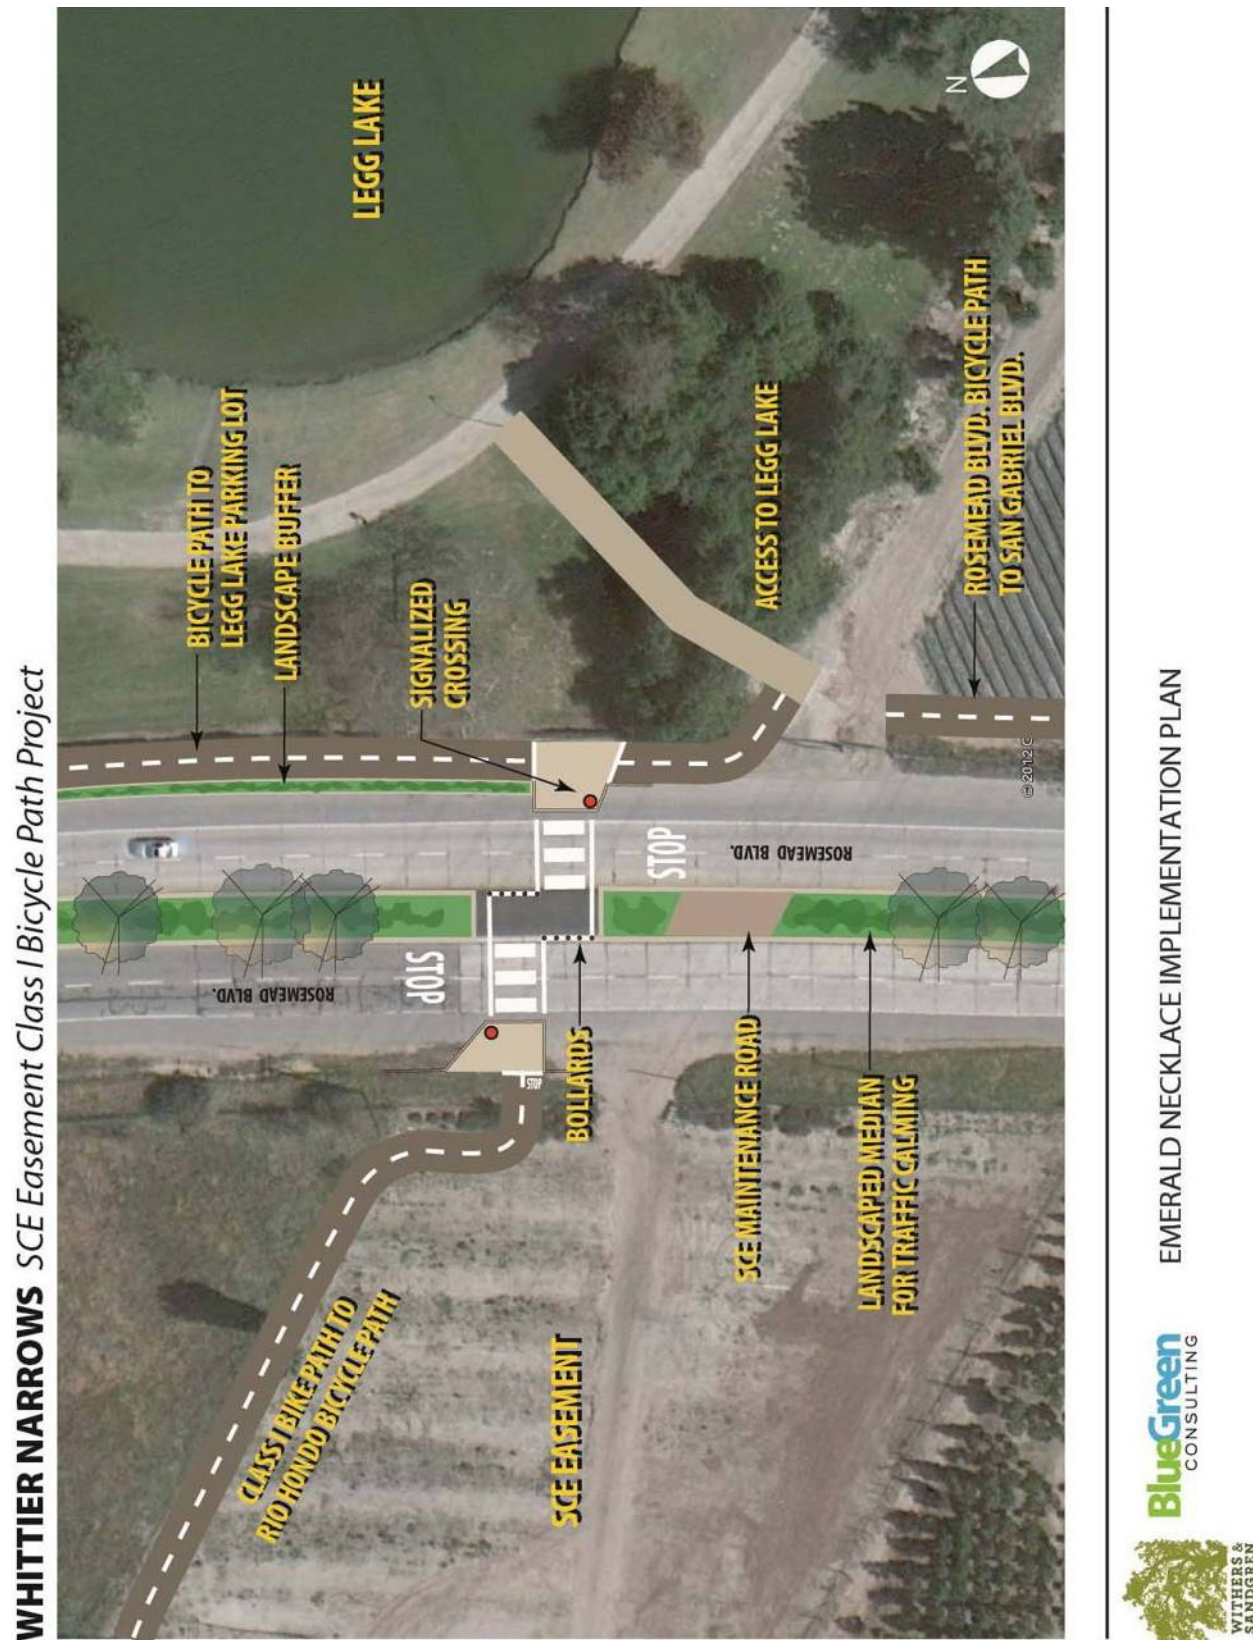 WHITTIER NARROWS SCE Easement Class I Bicycle Path Project
CLASS I BIKE PATH TO
RIO HONDO BICYCLE PATH
SCE EASEMENT
ROSEMEAD BLVD.
STOP
STOP
BOLLARDS
SCE MAINTENANCE ROAD
LANDSCAPED MEDIAN
FOR TRAFFIC CALMING
BICYCLE PATH TO
LEGG LAKE PARKING LOT
LANDSCAPE BUFFER
SIGNALIZED
CROSSING
STOP
ROSEMEAD BLVD.
LEGG LAKE
ACCESS TO LEGG LAKE
ROSEMEAD BLVD. BICYCLE PATH
TO SAN GABRIEL BLVD.
N
© 2012 G
WITHERS &
SANDGREN
BlueGreen
CONSULTING
EMERALD NECKLACE IMPLEMENTATION PLAN